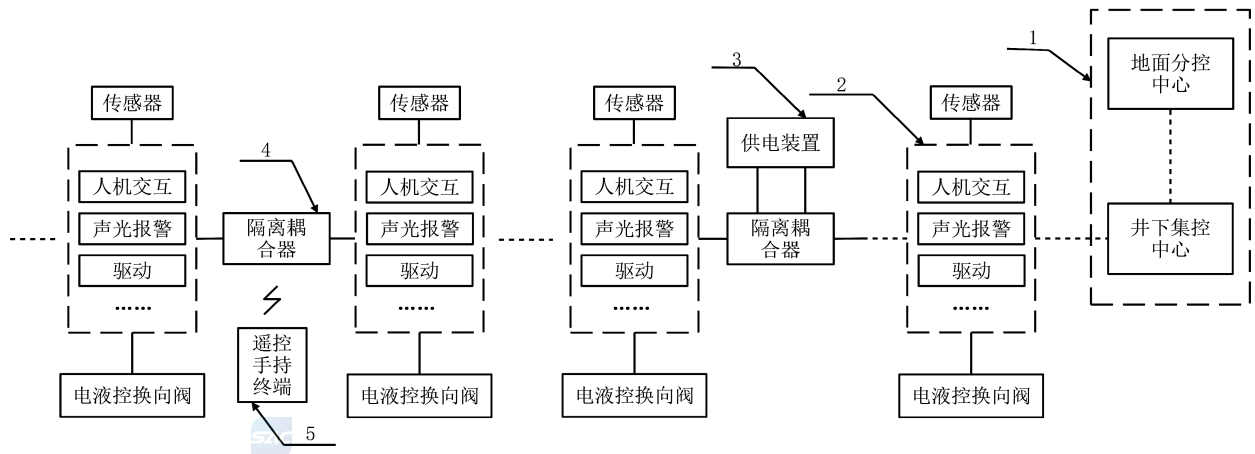 1
地面分控
中心
井下集控
中心
2
3
4
5
传感器
人机交互
声光报警
驱动
……
电液控换向阀
隔离耦
合器
遥控
手持
终端
传感器
人机交互
声光报警
驱动
……
电液控换向阀
传感器
人机交互
声光报警
驱动
……
电液控换向阀
供电装置
隔离耦
合器
传感器
人机交互
声光报警
驱动
……
电液控换向阀
SAC